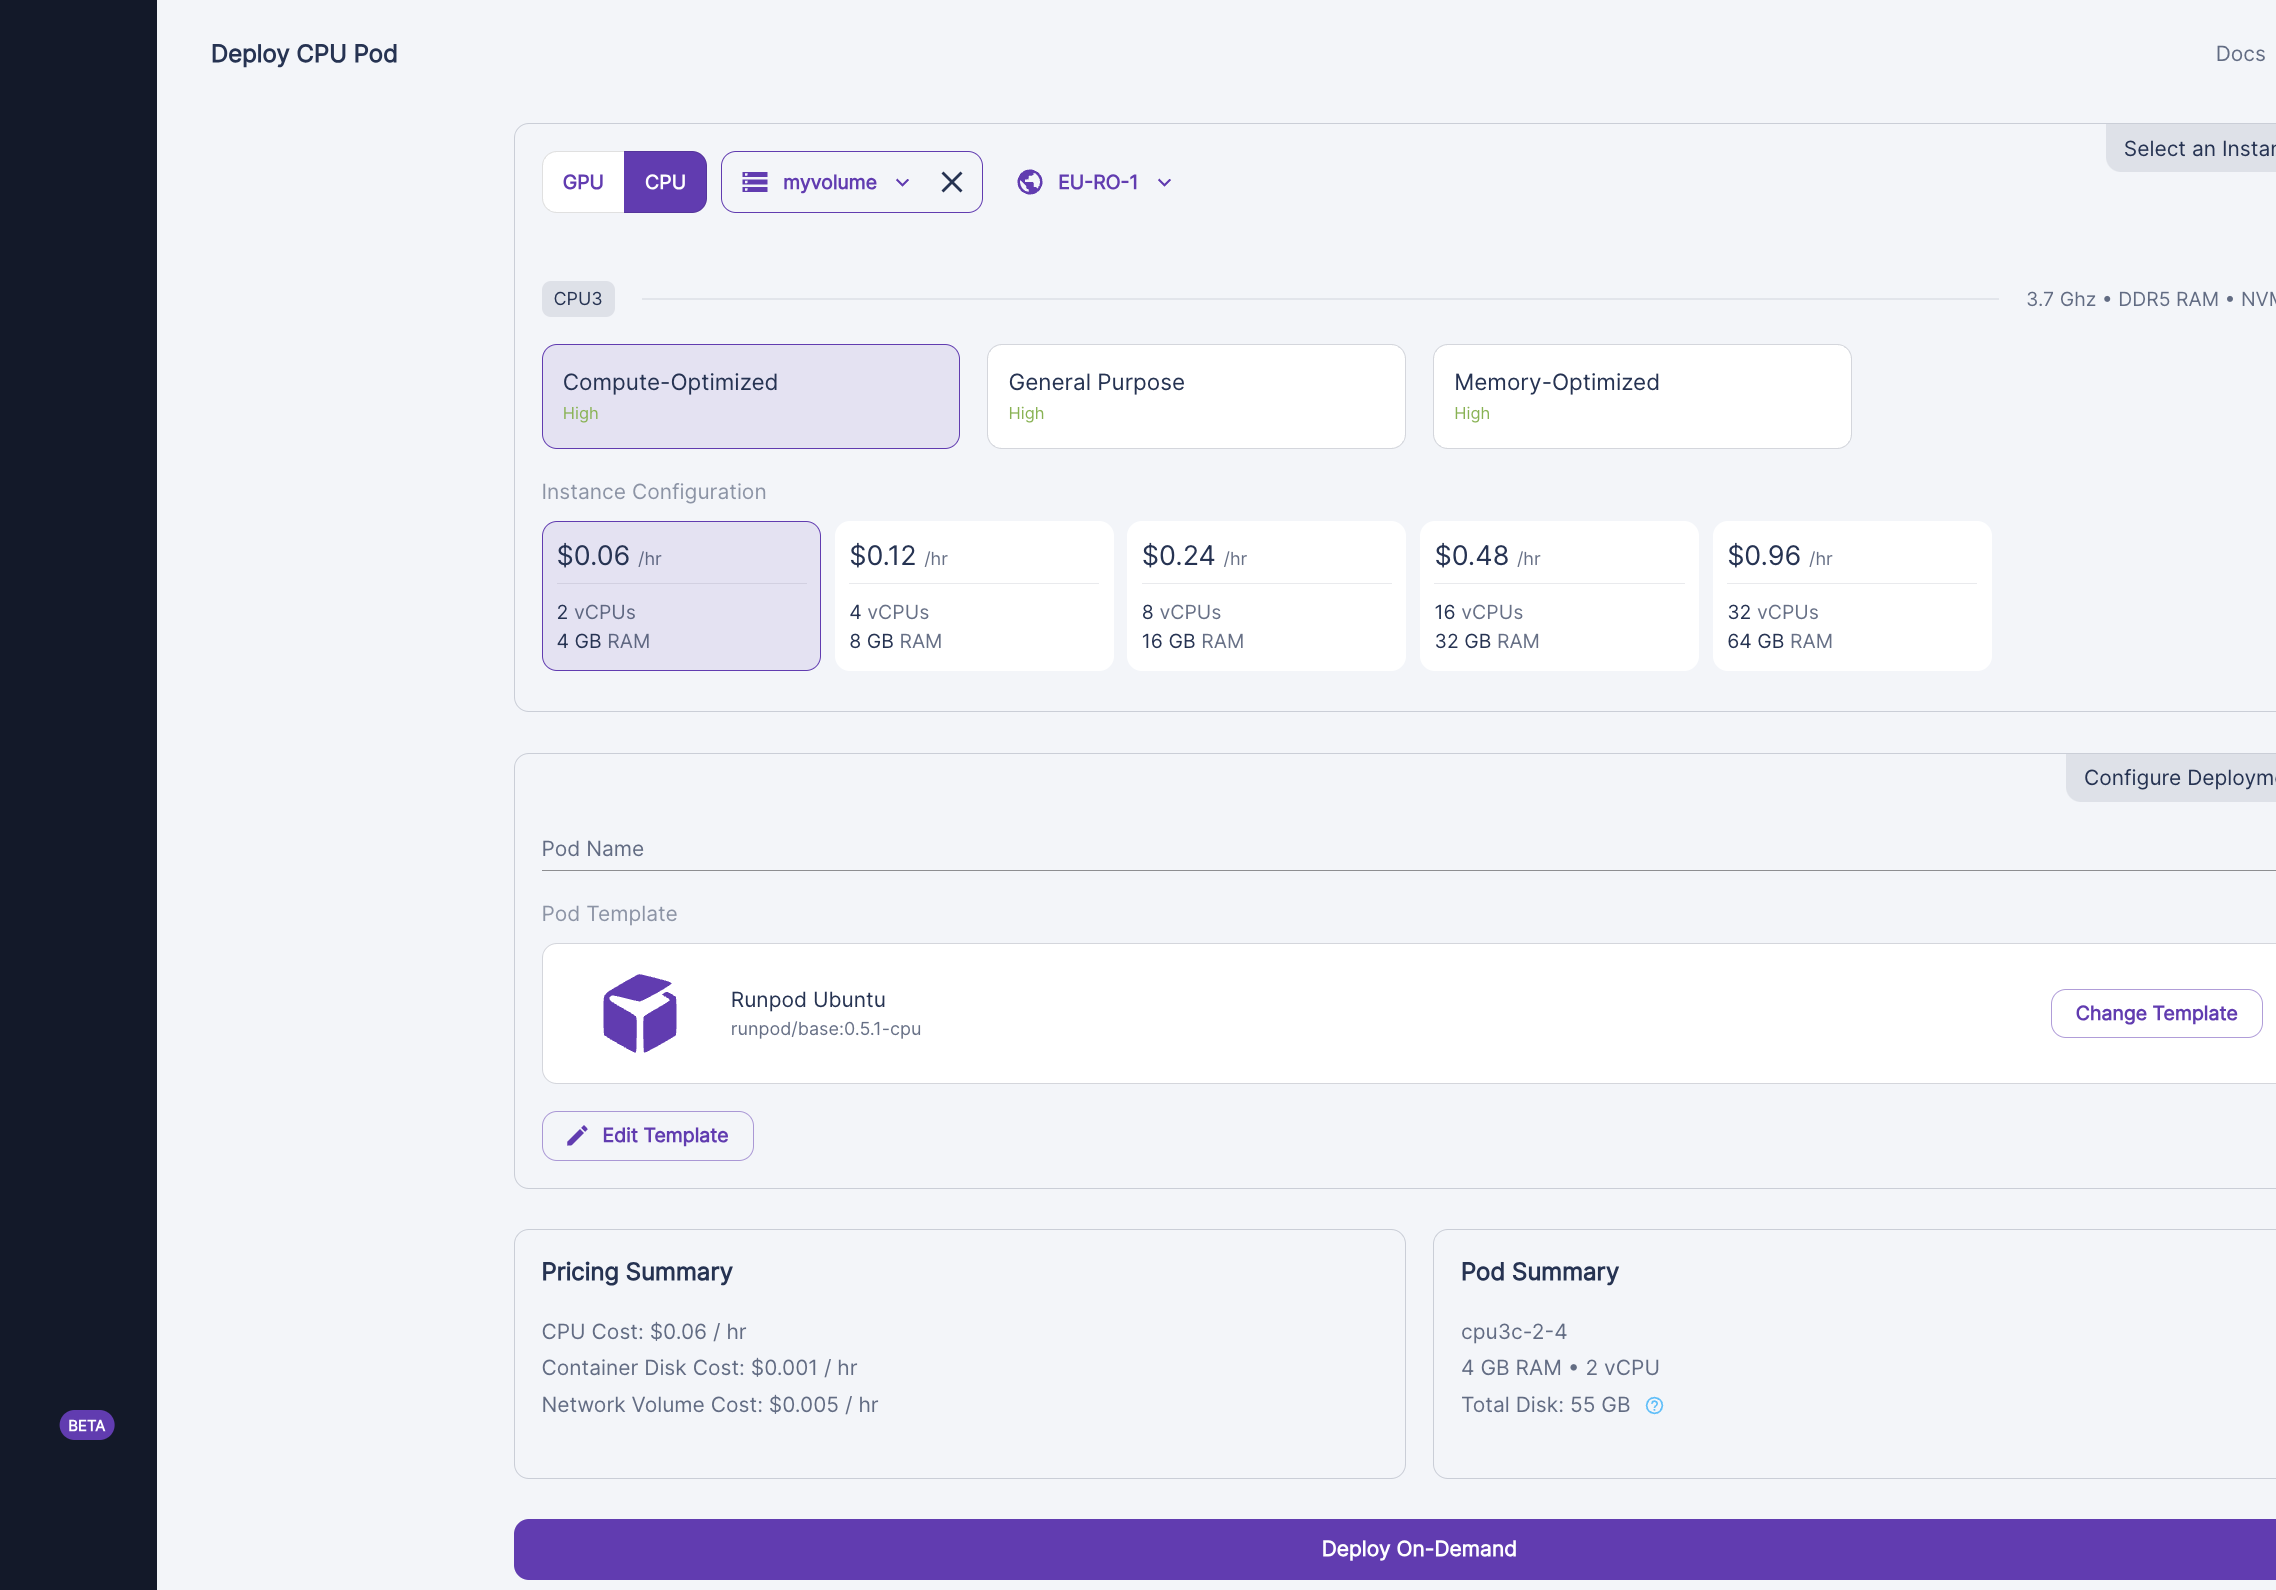 Deploy CPU Pod
Docs
Select an Instan
GPU
CPU
myvolume
EU-RO-1
CPU3
3.7 Ghz • DDR5 RAM • NVM
Compute-Optimized
High
General Purpose
High
Memory-Optimized
High
Instance Configuration
$0.06 /hr
2 vCPUs
4 GB RAM
$0.12 /hr
4 vCPUs
8 GB RAM
$0.24 /hr
8 vCPUs
16 GB RAM
$0.48 /hr
16 vCPUs
32 GB RAM
$0.96 /hr
32 vCPUs
64 GB RAM
Configure Deployme
Pod Name
Pod Template
Runpod Ubuntu
runpod/base:0.5.1-cpu
Change Template
Edit Template
Pricing Summary
CPU Cost: $0.06 / hr
Container Disk Cost: $0.001 / hr
Network Volume Cost: $0.005 / hr
Pod Summary
cpu3c-2-4
4 GB RAM • 2 vCPU
Total Disk: 55 GB
BETA
Deploy On-Demand